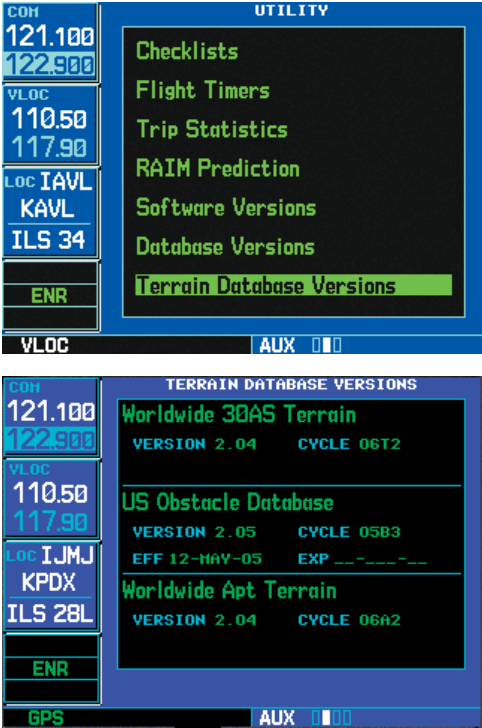 COM
UTILITY
121.100
122.900
VLOC
110.50
117.90
LOC IAVL
KAVL
ILS 34
ENR
Checklists
Flight Timers
Trip Statistics
RAIM Prediction
Software Versions
Database Versions
Terrain Database Versions
VLOC
AUX
COM
TERRAIN DATABASE VERSIONS
121.100
122.900
VLOC
110.50
117.90
LOC IJMJ
KPDX
ILS 28L
ENR
Worldwide 30AS Terrain
VERSION 2.04 CYCLE 06T2
US Obstacle Database
VERSION 2.05 CYCLE 05B3
EFF 12-MAY-05 EXP __-___-__
Worldwide Apt Terrain
VERSION 2.04 CYCLE 06A2
GPS
AUX